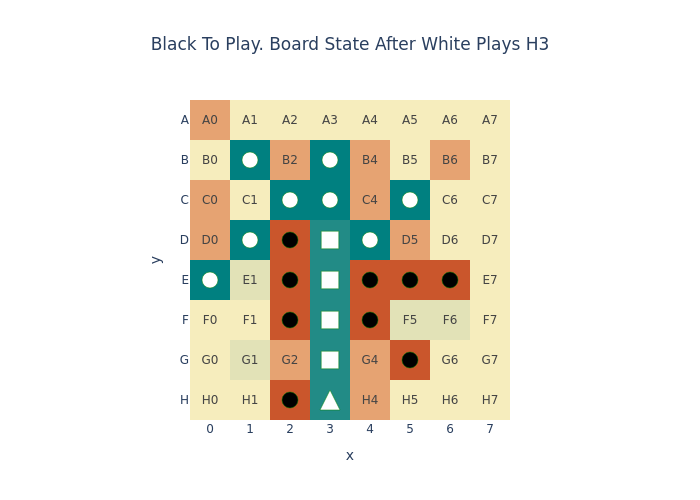 Black To Play. Board State After White Plays H3
A A0 A1 A2 A3 A4 A5 A6 A7
B B0 B2 B4 B5 B6 B7
C C0 C1 C4 C6 C7
D D0 D5 D6 D7
E E1 E7
F F0 F1 F5 F6 F7
G G0 G1 G2 G4 G6 G7
H H0 H1 H4 H5 H6 H7
0 1 2 3 4 5 6 7
x
y